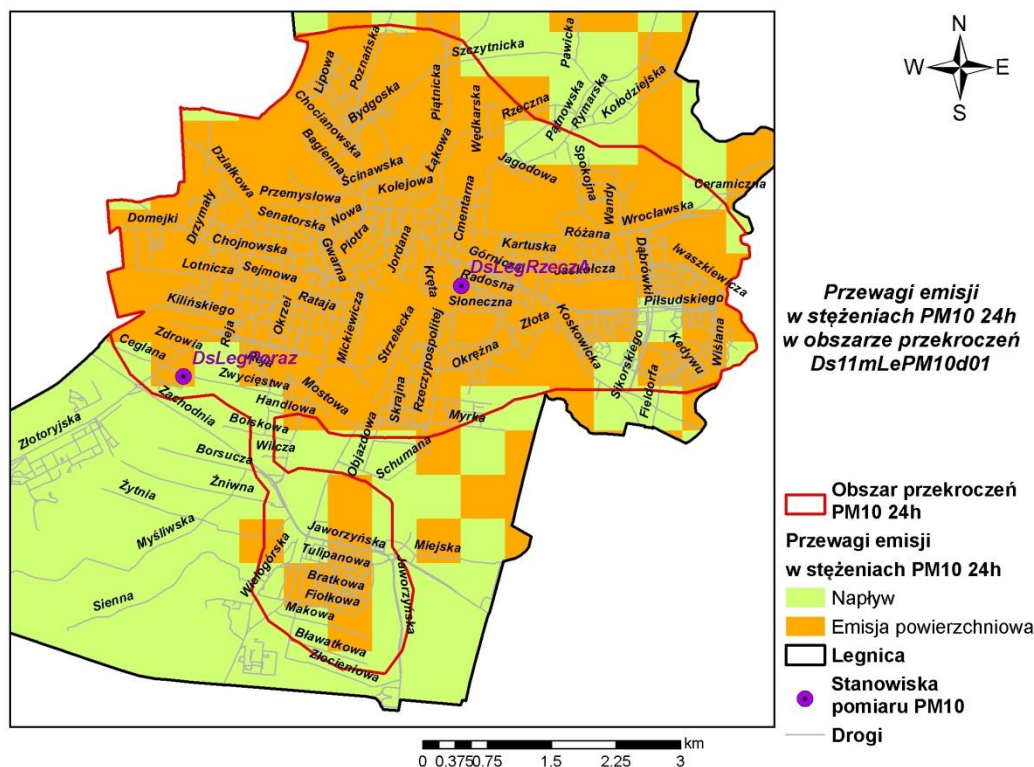 N
W
E
S
Szczytnicka
Pawicka
Poznańska
Lipowa
Piątnicka
Bydgoska
Chocianowska
Bagienna
Wędkarska
Rzeczna
Pątnowska
Rymarska
Kołodziejska
Łąkowa
Ścinawska
Kolejowa
Jagodowa
Spokojna
Działkowa
Przemysłowa
Ceramiczna
Domejki
Drzymały
Senatorska
Nowa
Piotra
Cmentarna
Wandy
Wrocławska
Chojnowska
Gwarna
Jordana
Kartuska
Różana
Górnicza
Dąbrówki
Iwaszkiewicza
Lotnicza
Sejmowa
Kręta
DsLegRzeczA
Radosna
Jaskółcza
Kilińskiego
Okrzei
Rataja
Słoneczna
Piłsudskiego
Mickiewicza
Strzelecka
Rzeczypospolitej
Złota
Koskowicka
Reja
Zdrowia
Ceglana
DsLegPoraz
Okrężna
Sikorskiego
Kedywu
Wiślana
Zwycięstwa
Mostowa
Skrajna
Fieldorfa
Handlowa
Myrka
Zachodnia
Złotoryjska
Boiskowa
Wilcza
Objazdowa
Schumana
Borsucza
Żytnia
Żniwna
Myśliwska
Jaworzyńska
Miejska
Tulipanowa
Wielogórska
Bratkowa
Fiołkowa
Jaworzyńska
Sienna
Makowa
Bławatkowa
Złocieniowa
Przewagi emisji
w stężeniach PM10 24h
w obszarze przekroczeń
Ds11mLePM10d01
Obszar przekroczeń
PM10 24h
Przewagi emisji
w stężeniach PM10 24h
Napływ
Emisja powierzchniowa
Legnica
Stanowiska
pomiaru PM10
Drogi
km
0 0.375 0.75 1.5 2.25 3